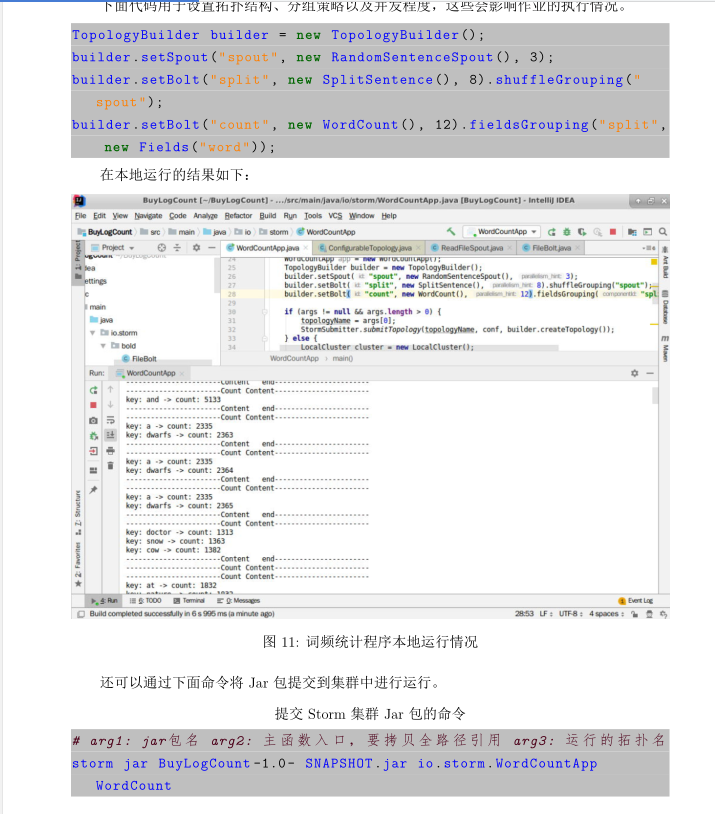 下面代码用于设置拓扑结构、分组策略以及并发程度，这些会影响作业的执行情况。
TopologyBuilder builder = new TopologyBuilder();
builder.setSpout("spout", new RandomSentenceSpout(), 3);
builder.setBolt("split", new SplitSentence(), 8).shuffleGrouping("
spout");
builder.setBolt("count", new WordCount(), 12).fieldsGrouping("split",
new Fields("word"));
在本地运行的结果如下：
BuyLogCount [~/BuyLogCount] - .../src/main/java/io/storm/WordCountApp.java [BuyLogCount] - IntelliJ IDEA
File Edit View Navigate Code Analyze Refactor Build Run Tools VCS Window Help
BuyLogCount src main java io storm WordCountApp WordCountApp
Project WordCountApp.java ConfigurableTopology.java ReadFileSpout.java FileBolt.java
24 WordCountApp app = new WordCountApp();
25 TopologyBuilder builder = new TopologyBuilder();
26 builder.setSpout( id: "spout", new RandomSentenceSpout(), parallelism_hint: 3);
27 builder.setBolt( id: "split", new SplitSentence(), parallelism_hint: 8).shuffleGrouping("spout");
28 builder.setBolt( id: "count", new WordCount(), parallelism_hint: 12).fieldsGrouping( componentId: "spl
30 if (args != null && args.length > 0) {
31 topologyName = args[0];
32 StormSubmitter.submitTopology(topologyName, conf, builder.createTopology());
33 } else {
34 LocalCluster cluster = new LocalCluster();
WordCountApp main()
idea
ettings
c
main
java
io.storm
bold
FileBolt
1: Project
Ant Build
Database
Maven
Z: Structure
2: Favorites
Run: WordCountApp
----------------------Content end----------------------
----------------------Count Content----------------------
key: and -> count: 5133
----------------------Content end----------------------
----------------------Count Content----------------------
key: a -> count: 2335
key: dwarfs -> count: 2363
----------------------Content end----------------------
----------------------Count Content----------------------
key: a -> count: 2335
key: dwarfs -> count: 2364
----------------------Content end----------------------
----------------------Count Content----------------------
key: a -> count: 2335
key: dwarfs -> count: 2365
----------------------Content end----------------------
----------------------Count Content----------------------
key: doctor -> count: 1313
key: snow -> count: 1363
key: cow -> count: 1382
----------------------Content end----------------------
----------------------Count Content----------------------
----------------------Count Content----------------------
key: at -> count: 1832
4: Run 6: TODO Terminal 0: Messages Event Log
Build completed successfully in 6 s 995 ms (a minute ago) 28:53 LF: UTF-8: 4 spaces:
图 11: 词频统计程序本地运行情况
还可以通过下面命令将 Jar 包提交到集群中进行运行。
提交 Storm 集群 Jar 包的命令
# arg1: jar包名 arg2: 主函数入口, 要拷贝全路径引用 arg3: 运行的拓扑名
storm jar BuyLogCount-1.0- SNAPSHOT.jar io.storm.WordCountApp
WordCount